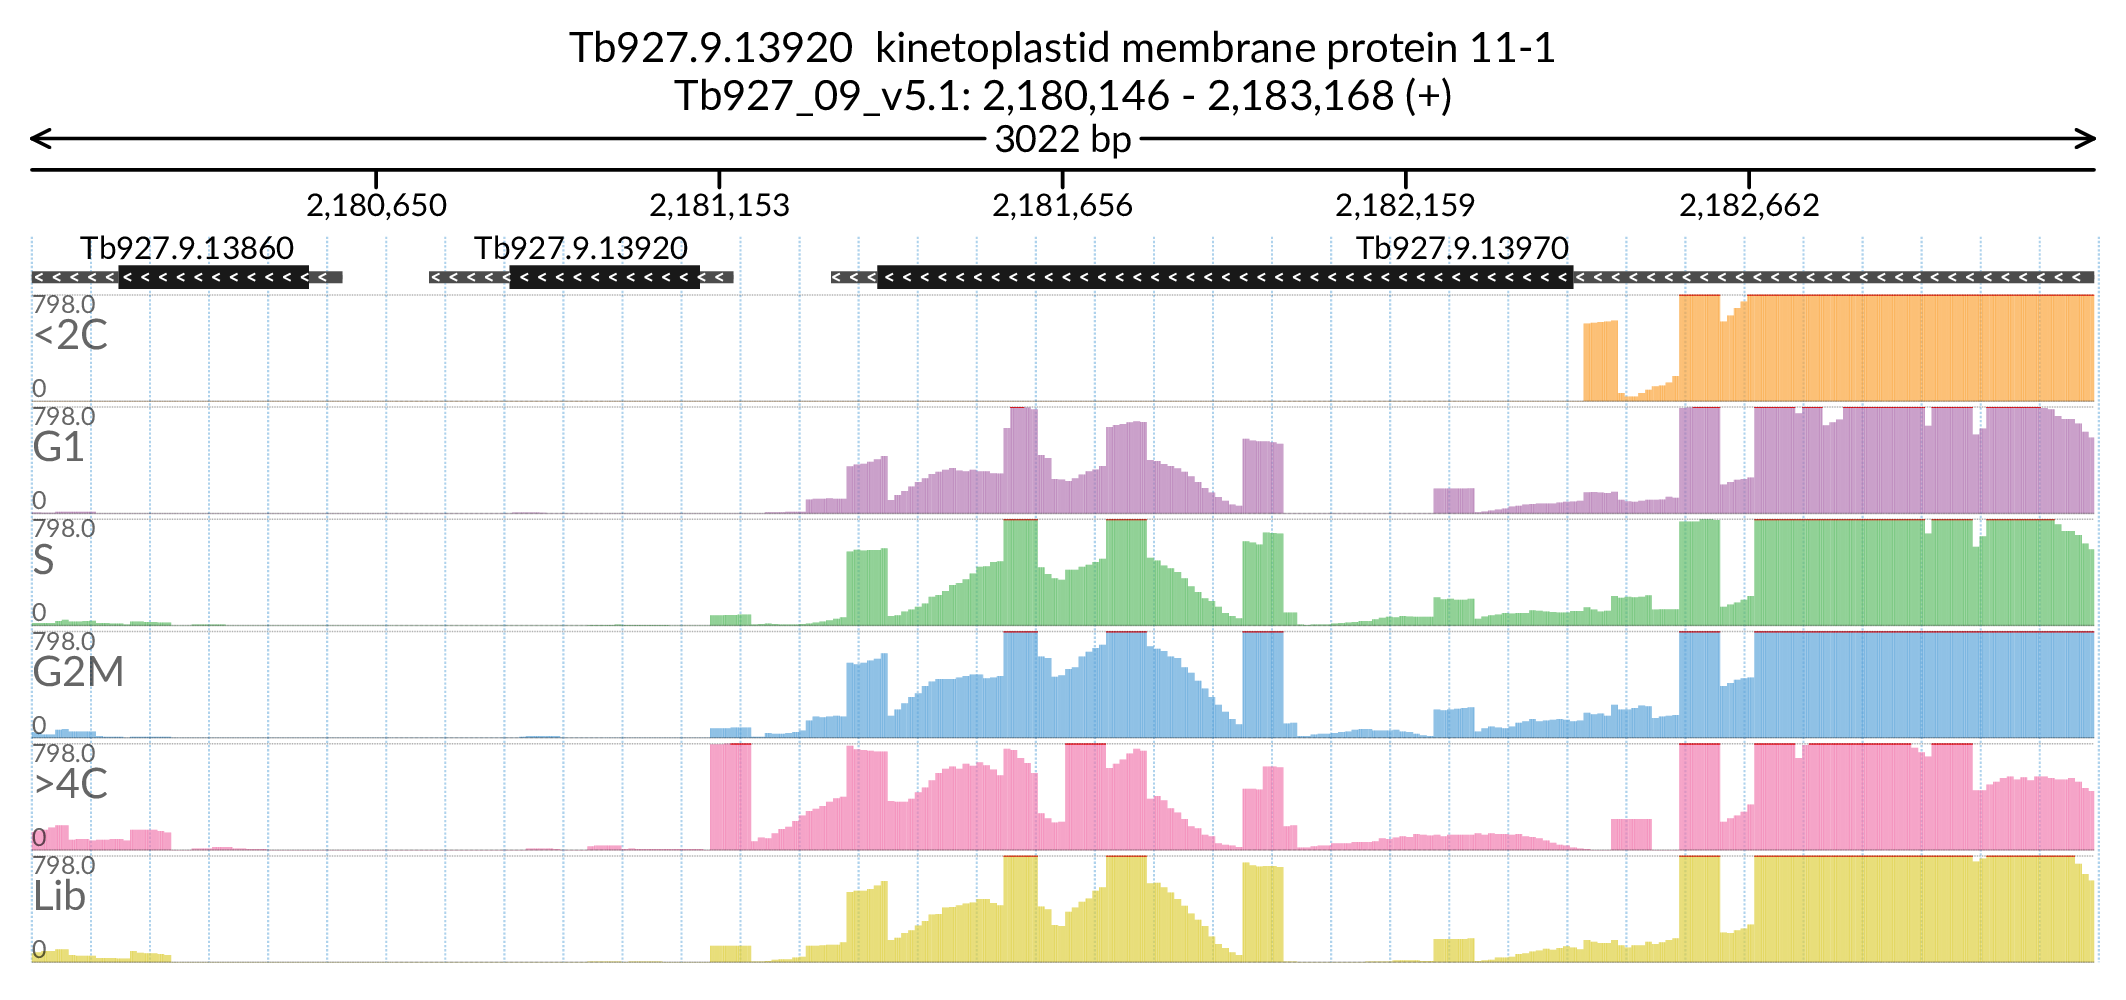 Tb927.9.13920  kinetoplastid membrane protein 11-1
Tb927_09_v5.1: 2,180,146 - 2,183,168 (+)
3022 bp
2,180,650 2,181,153 2,181,656 2,182,159 2,182,662
Tb927.9.13860 Tb927.9.13920 Tb927.9.13970
798.0
<2C
0
798.0
G1
0
798.0
S
0
798.0
G2M
0
798.0
>4C
0
798.0
Lib
0